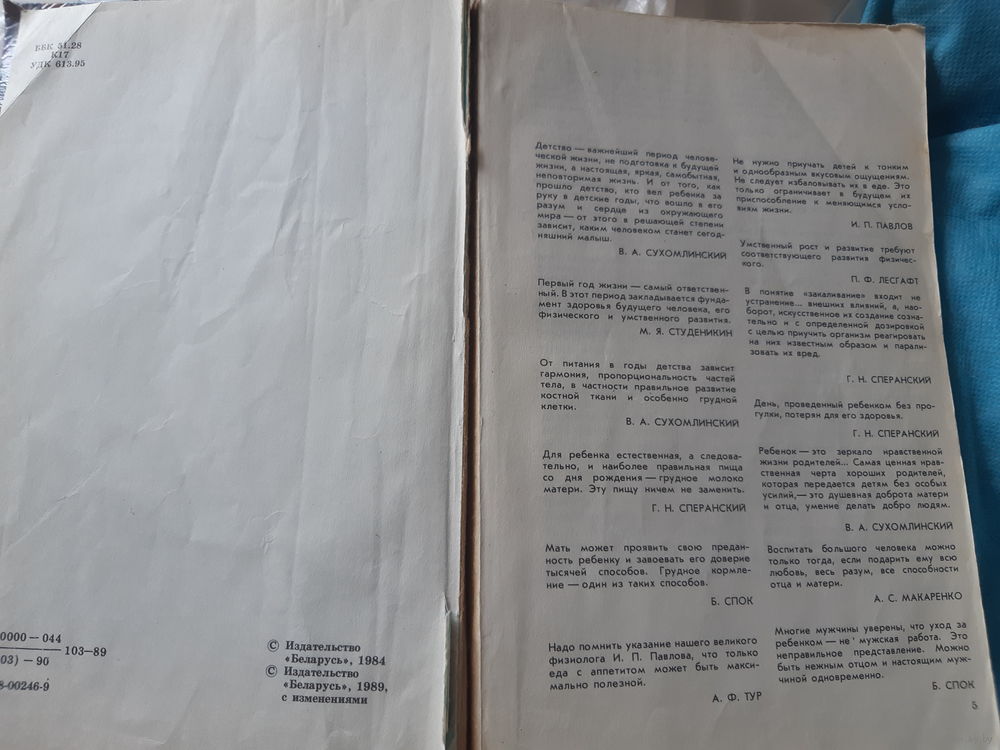 ББК 51.28
К17
УДК 613.95
0000 — 044
103—89
03) — 90
8-00246-9
© Издательство
«Беларусь», 1984
© Издательство
«Беларусь», 1989,
с изменениями
Детство — важнейший период челове-
ческой жизни, не подготовка к будущей
жизни, а настоящая, яркая, самобытная,
неповторимая жизнь. И от того, как
прошло детство, кто вел ребенка за
руку в детские годы, что вошло в его
разум и сердце из окружающего
мира — от этого в решающей степени
зависит, каким человеком станет сегод-
няшний малыш.
В. А. СУХОМЛИНСКИЙ
Первый год жизни — самый ответствен-
ный. В этот период закладывается фунда-
мент здоровья будущего человека, его
физического и умственного развития.
М. Я. СТУДЕНИКИН
От питания в годы детства зависит
гармония, пропорциональность частей
тела, в частности правильное развитие
костной ткани и особенно грудной
клетки.
В. А. СУХОМЛИНСКИЙ
Для ребенка естественная, а следова-
тельно, и наиболее правильная пища
со дня рождения — грудное молоко
матери. Эту пищу ничем не заменить.
Г. Н. СПЕРАНСКИЙ
Мать может проявить свою предан-
ность ребенку и завоевать его доверие
тысячей способов. Грудное кормле-
ние — один из таких способов.
Б. СПОК
Надо помнить указание нашего великого
физиолога И. П. Павлова, что только
еда с аппетитом может быть макси-
мально полезной.
А. Ф. ТУР
Не нужно приучать детей к тонким
и однообразным вкусовым ощущениям.
Не следует избаловывать их в еде. Это
только ограничивает в будущем их
приспособление к меняющимся усло-
виям жизни.
И. П. ПАВЛОВ
Умственный рост и развитие требуют
соответствующего развития физичес-
кого.
П. Ф. ЛЕСГАФТ
В понятие «закаливание» входит не
устранение... внешних влияний, а, нао-
борот, искусственное их создание созна-
тельно и с определенной дозировкой
с целью приучить организм реагировать
на них известным образом и парали-
зовать их вред.
Г. Н. СПЕРАНСКИЙ
День, проведенный ребенком без про-
гулки, потерян для его здоровья.
Г. Н. СПЕРАНСКИЙ
Ребенок — это зеркало нравственной
жизни родителей... Самая ценная нрав-
ственная черта хороших родителей,
которая передается детям без особых
усилий,— это душевная доброта матери
и отца, умение делать добро людям.
В. А. СУХОМЛИНСКИЙ
Воспитать большого человека можно
только тогда, если подарить ему всю
любовь, весь разум, все способности
отца и матери.
А. С. МАКАРЕНКО
Многие мужчины уверены, что уход за
ребенком — не мужская работа. Это
неправильное представление. Можно
быть нежным отцом и настоящим муж-
чиной одновременно.
Б. СПОК
5